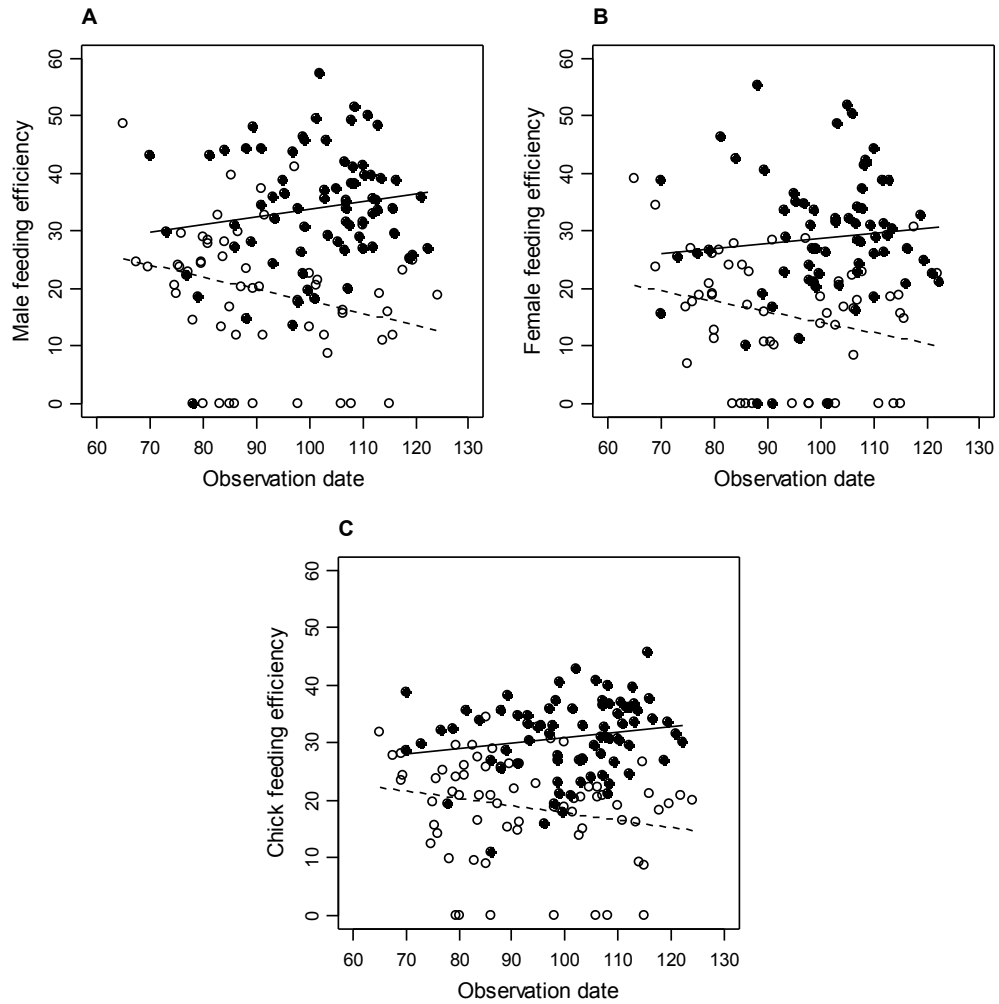 A
Male feeding efficiency
60
50
40
30
20
10
0
60 70 80 90 100 110 120 130
Observation date
B
Female feeding efficiency
60
50
40
30
20
10
0
60 70 80 90 100 110 120 130
Observation date
C
Chick feeding efficiency
60
50
40
30
20
10
0
60 70 80 90 100 110 120 130
Observation date